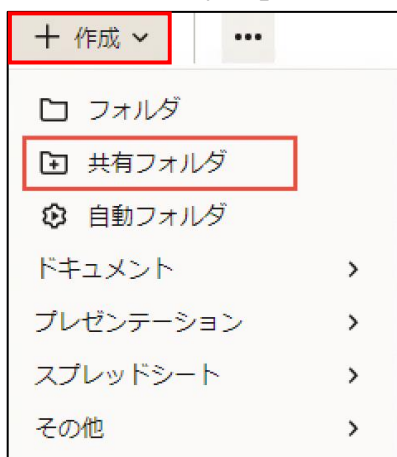 作成
フォルダ
共有フォルダ
自動フォルダ
ドキュメント
プレゼンテーション
スプレッドシート
その他